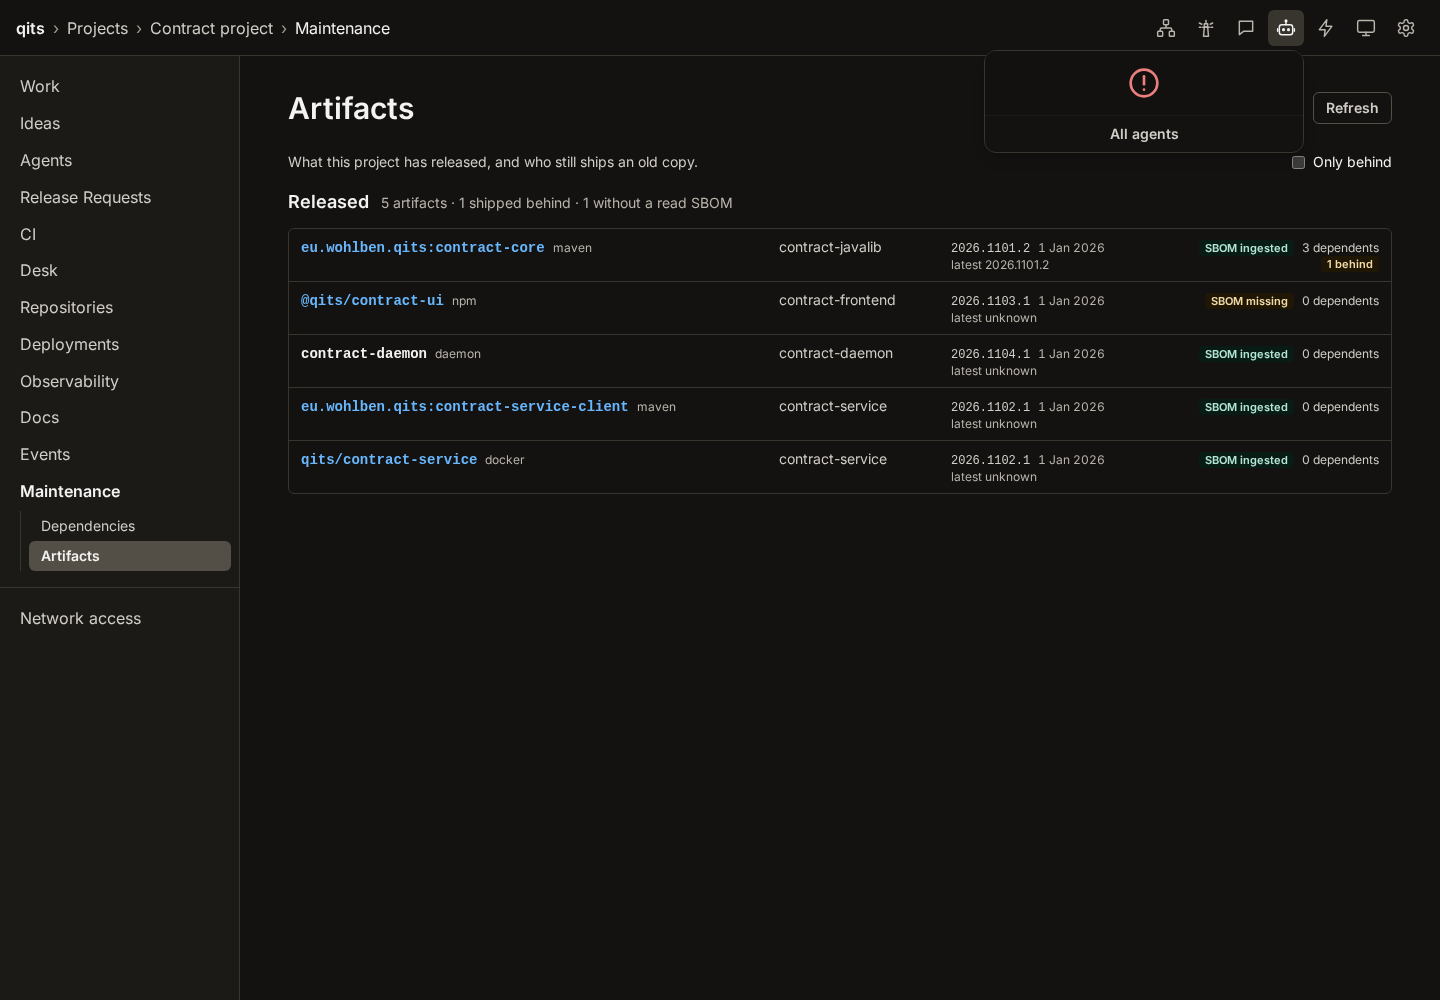 qits › Projects › Contract project › Maintenance
All agents
Work
Ideas
Agents
Release Requests
CI
Desk
Repositories
Deployments
Observability
Docs
Events
Maintenance
Dependencies
Artifacts
Network access
Artifacts
Refresh
What this project has released, and who still ships an old copy.
Only behind
Released 5 artifacts · 1 shipped behind · 1 without a read SBOM
eu.wohlben.qits:contract-core maven contract-javalib 2026.1101.2 1 Jan 2026 SBOM ingested 3 dependents
latest 2026.1101.2 1 behind
@qits/contract-ui npm contract-frontend 2026.1103.1 1 Jan 2026 SBOM missing 0 dependents
latest unknown
contract-daemon daemon contract-daemon 2026.1104.1 1 Jan 2026 SBOM ingested 0 dependents
latest unknown
eu.wohlben.qits:contract-service-client maven contract-service 2026.1102.1 1 Jan 2026 SBOM ingested 0 dependents
latest unknown
qits/contract-service docker contract-service 2026.1102.1 1 Jan 2026 SBOM ingested 0 dependents
latest unknown